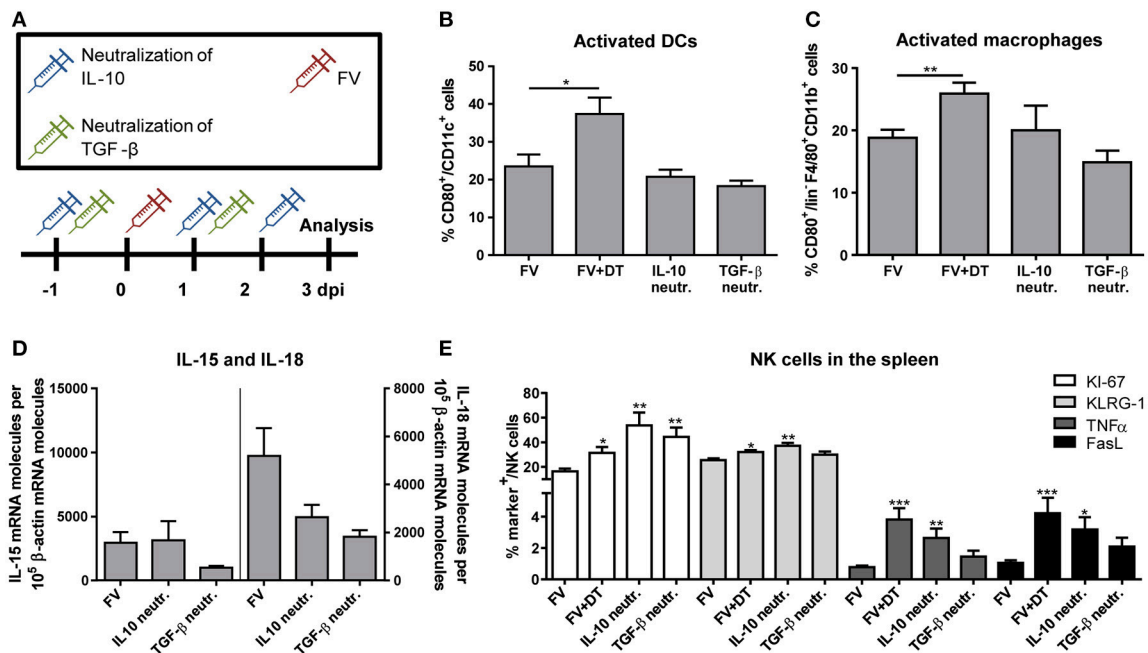 A
Neutralization of
IL-10
FV
Neutralization of
TGF -β
Analysis
-1 0 1 2 3 dpi
B
Activated DCs
% CD80⁺/CD11c⁺ cells
50
40
30
20
10
0
*
FV FV+DT IL-10 TGF-β
neutr. neutr.
C
Activated macrophages
% CD80⁺/lin⁻F4/80⁺CD11b⁺ cells
30
20
10
0
**
FV FV+DT IL-10 TGF-β
neutr. neutr.
D
IL-15 and IL-18
IL-15 mRNA molecules per
10⁵ β-actin mRNA molecules
15000
10000
5000
0
8000
6000
4000
2000
0
IL-18 mRNA molecules per
10⁵ β-actin mRNA molecules
FV IL10 neutr. TGF-β neutr. FV IL10 neutr. TGF-β neutr.
E
NK cells in the spleen
% marker⁺/NK cells
80
60
40
20
4
2
0
* ** ** * ** *** ** *** *
KI-67
KLRG-1
TNFα
FasL
FV FV+DT IL-10 neutr. TGF-β neutr. FV FV+DT IL-10 neutr. TGF-β neutr. FV FV+DT IL-10 neutr. TGF-β neutr. FV FV+DT IL-10 neutr. TGF-β neutr.